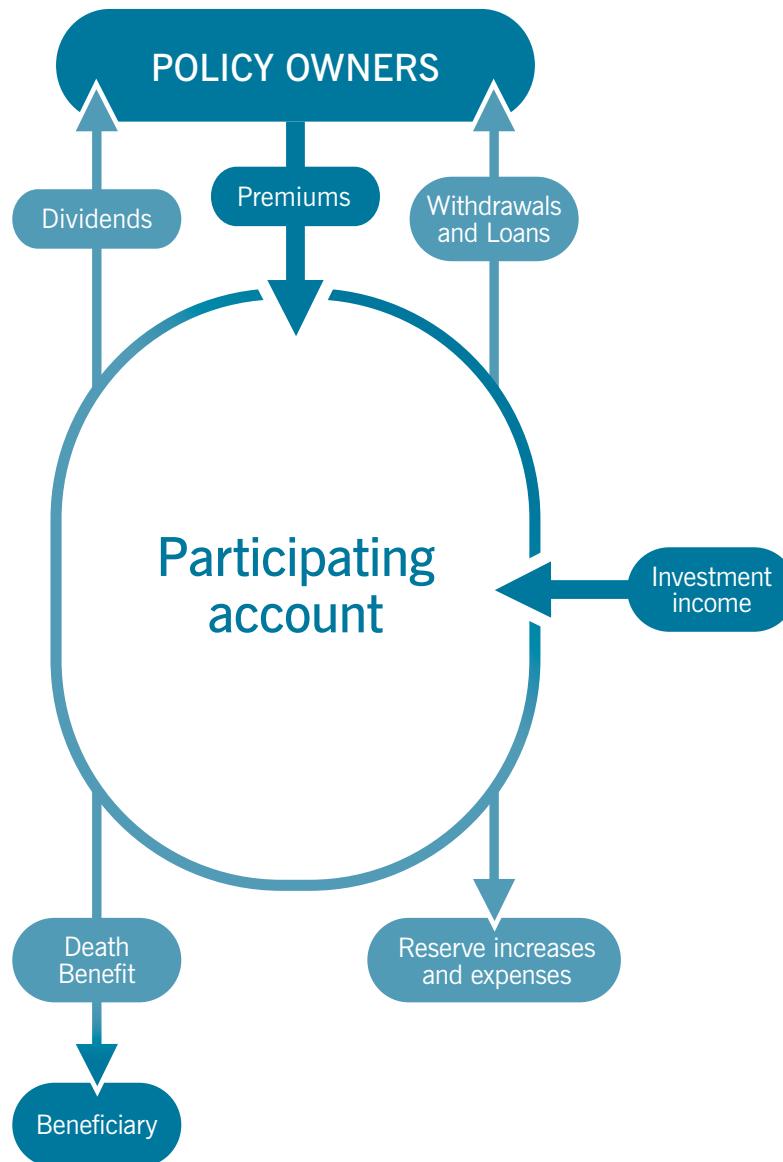 POLICY OWNERS
Dividends
Premiums
Withdrawals
and Loans
Participating
account
Investment
income
Death
Benefit
Reserve increases
and expenses
Beneficiary